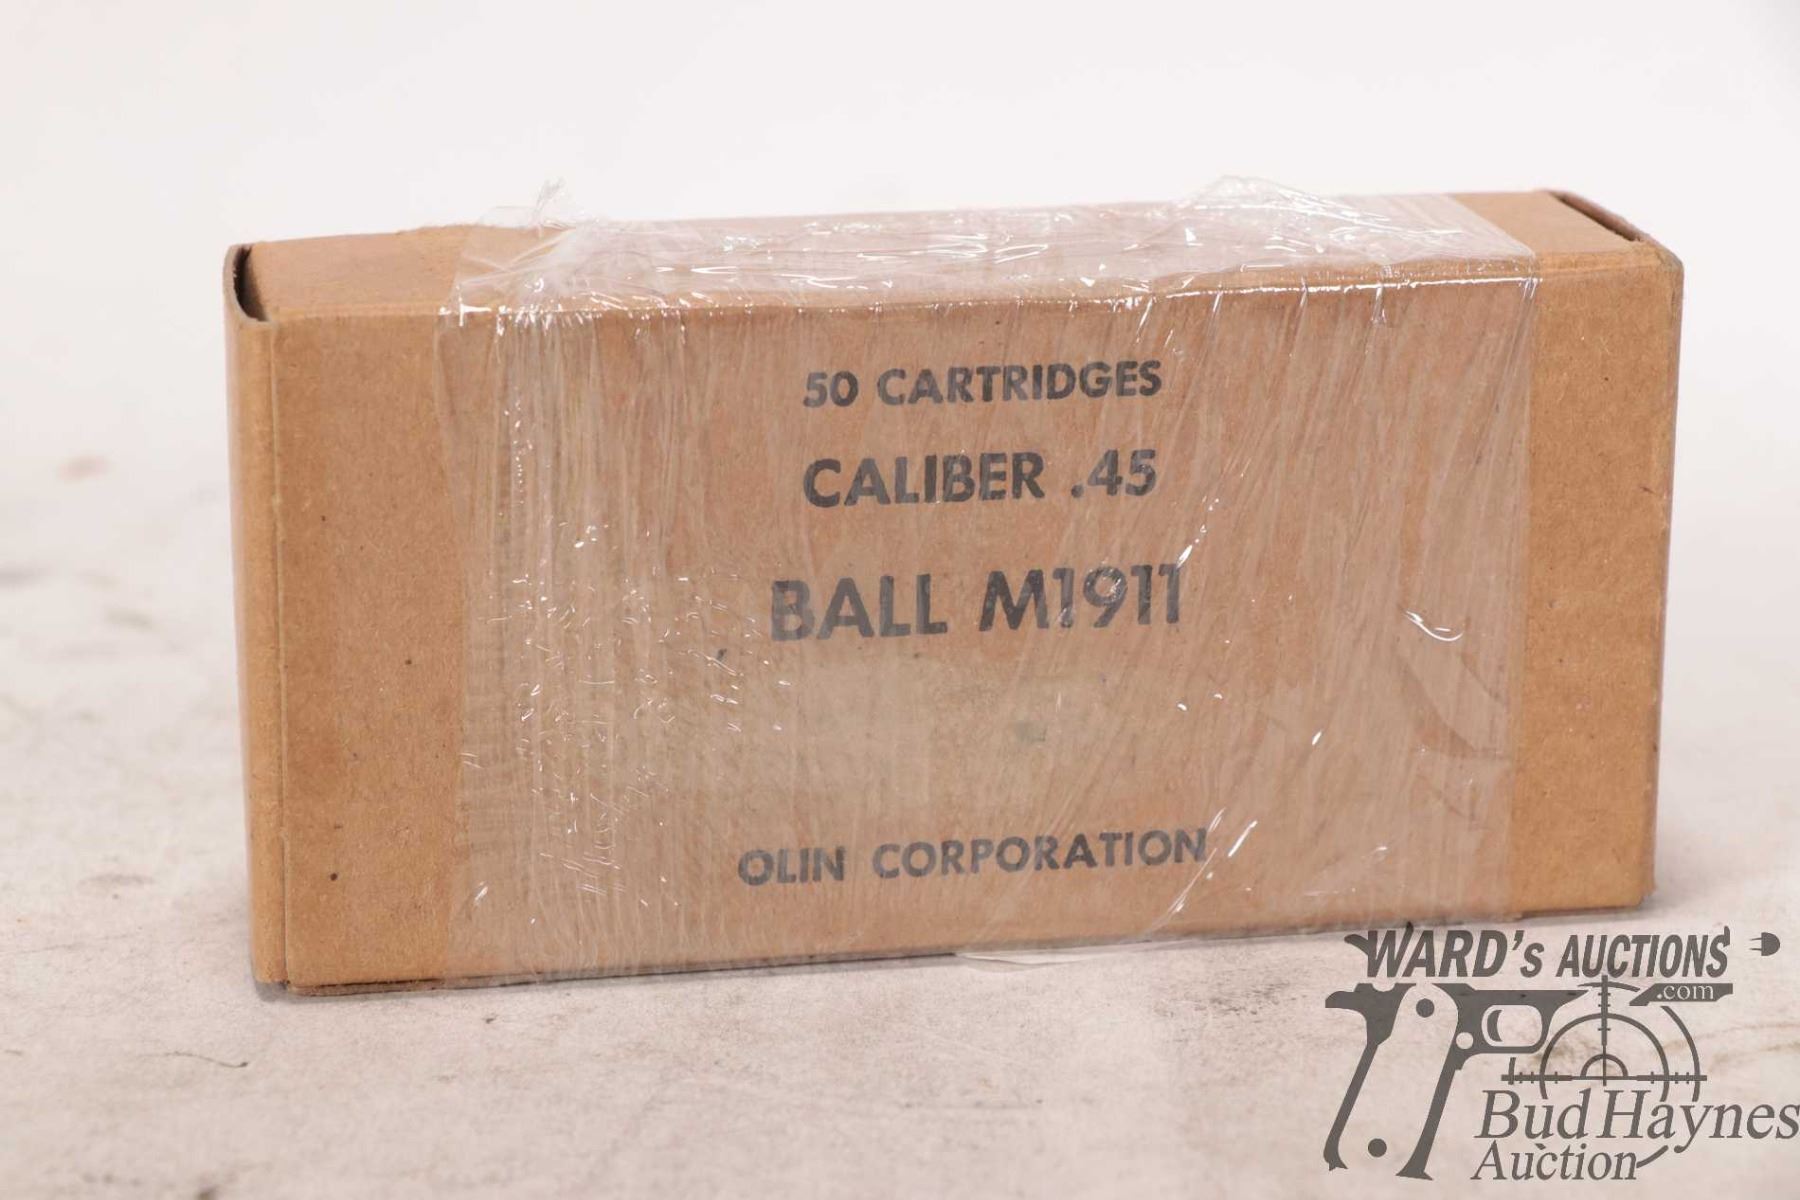 50 CARTRIDGES
CALIBER .45
BALL M1911
OLIN CORPORATION
WARD's AUCTIONS
.com
Bud Haynes
Auction